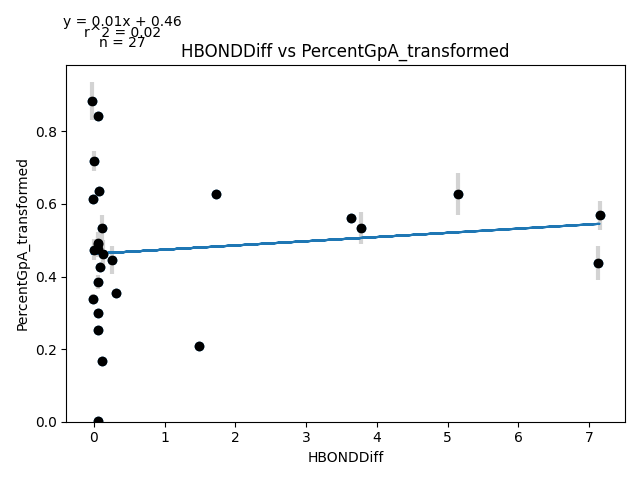 y = 0.01x + 0.46
r^2 = 0.02
n = 27
HBONDDiff vs PercentGpA_transformed
PercentGpA_transformed
0.8
0.6
0.4
0.2
0.0
0 1 2 3 4 5 6 7
HBONDDiff